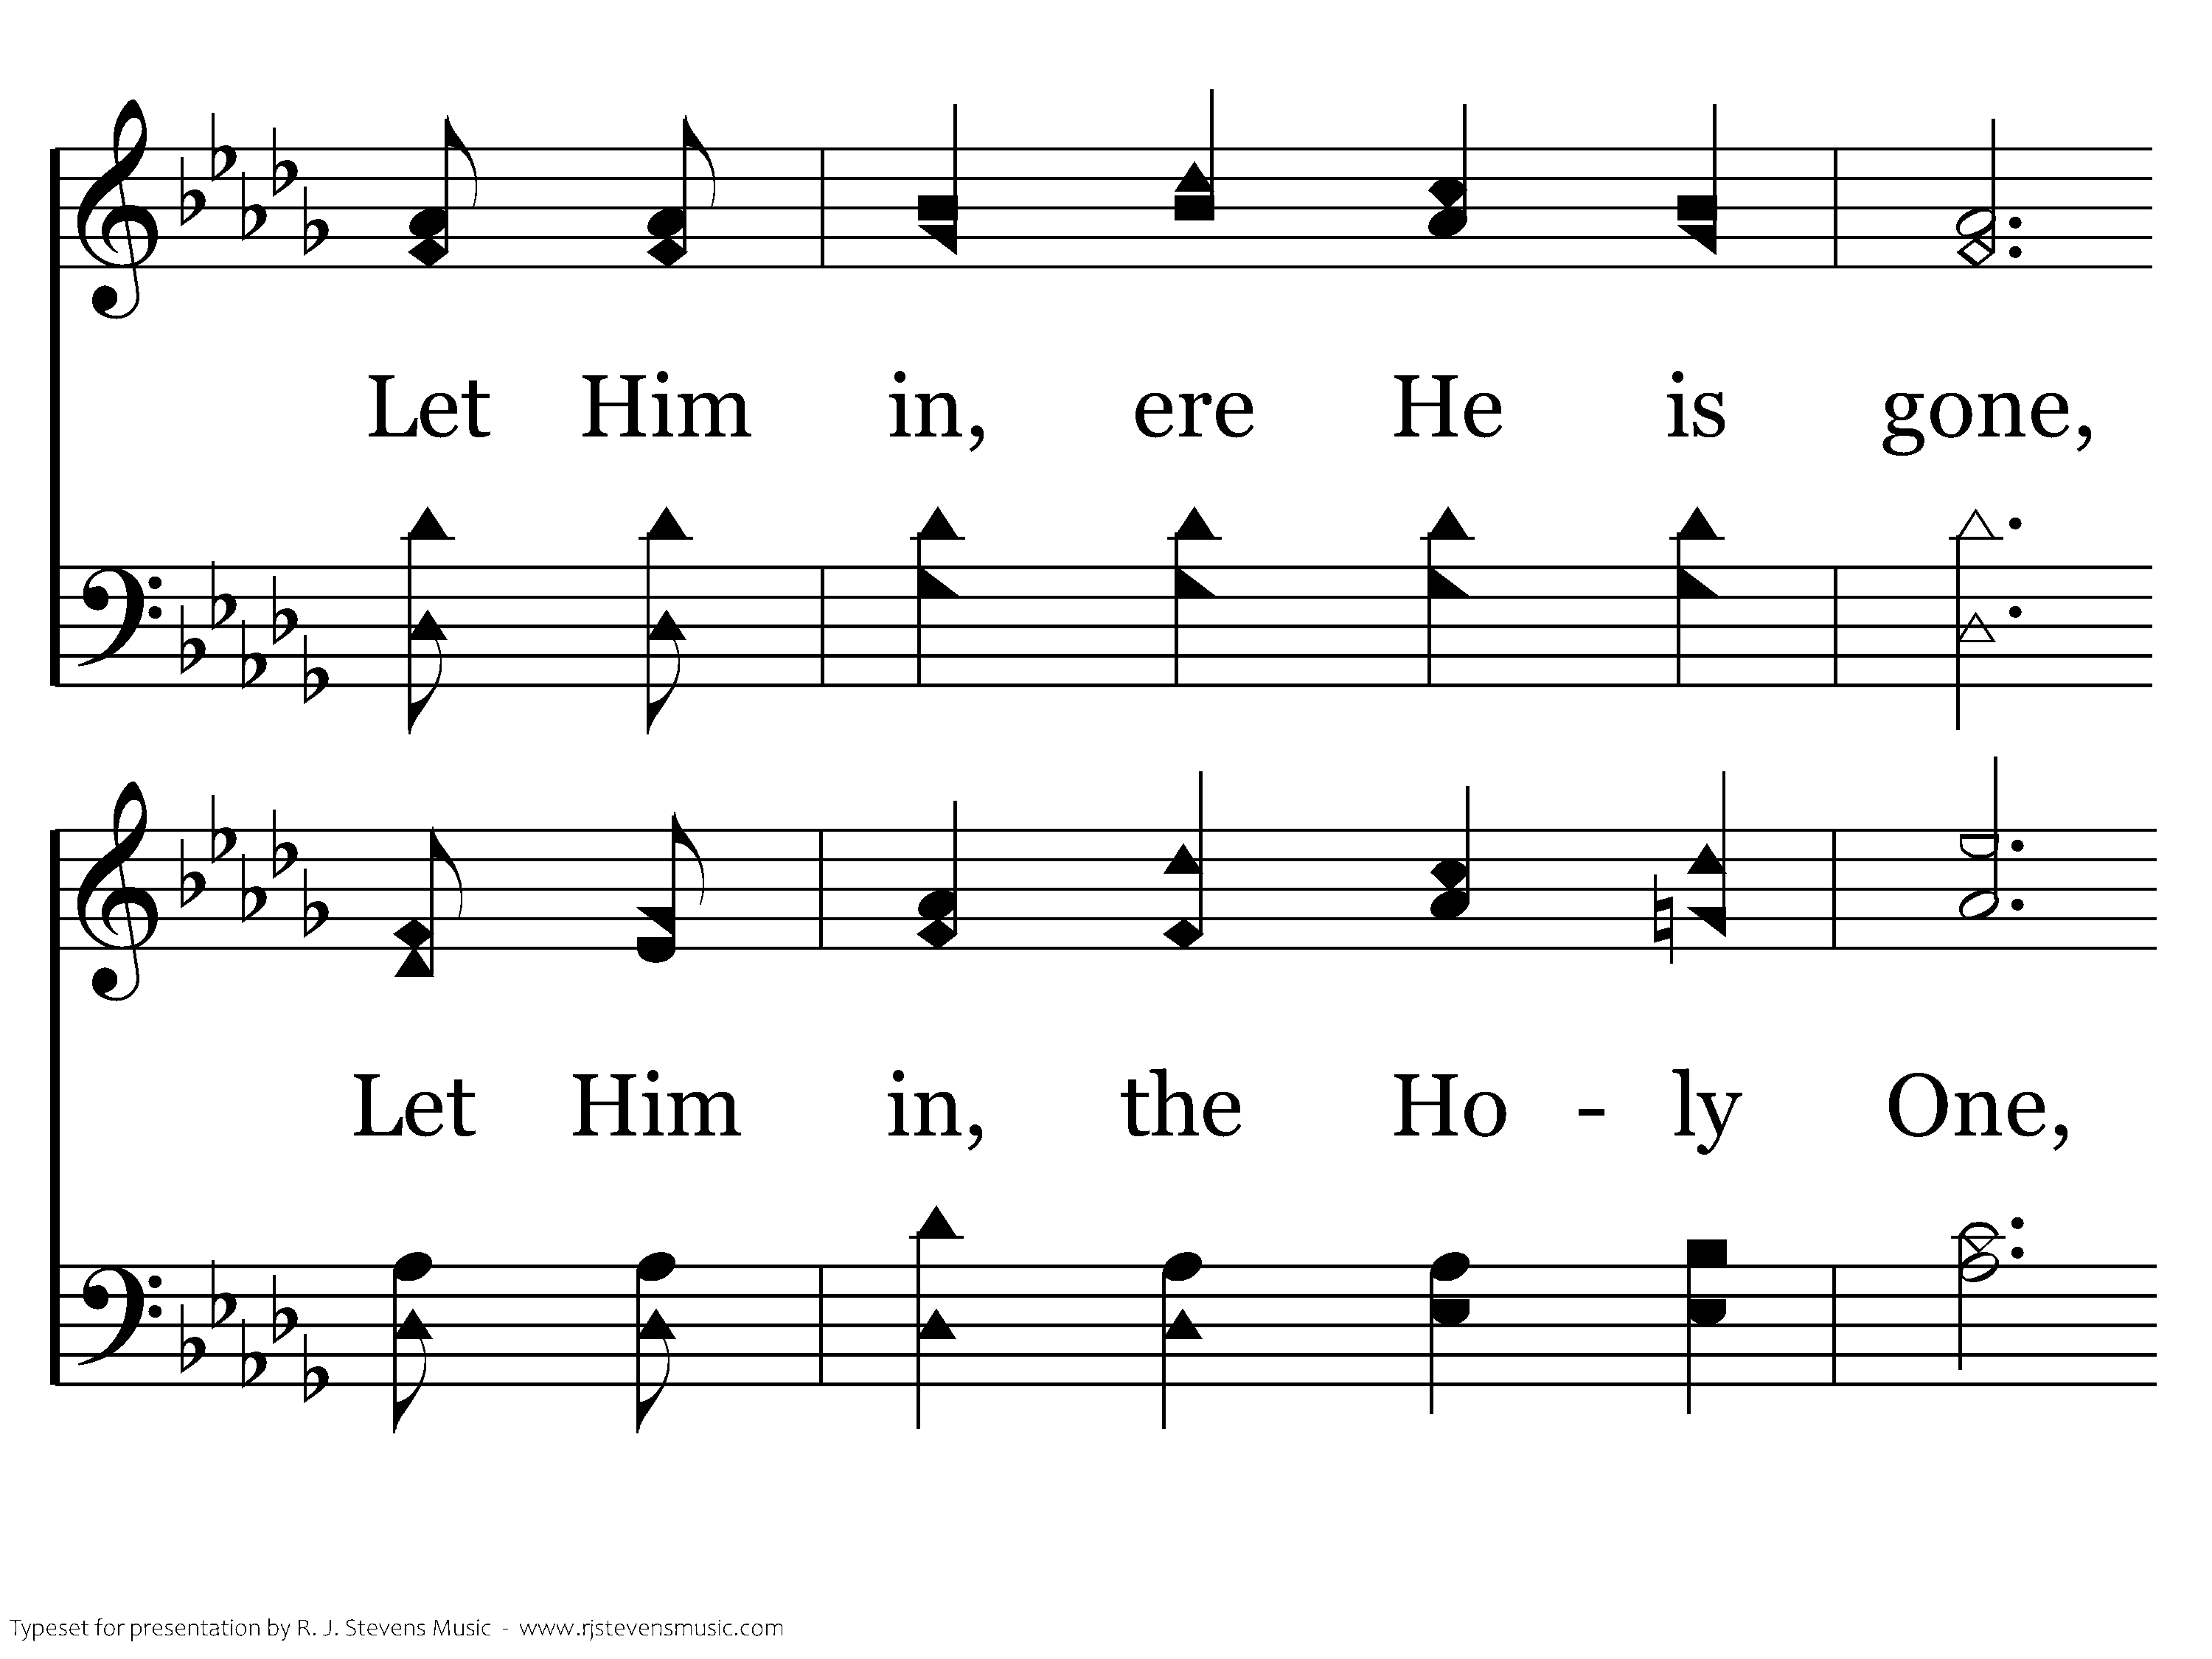 Let Him in, ere He is gone,
Let Him in, the Ho - ly One,
Typeset for presentation by R. J. Stevens Music - www.rjstevensmusic.com